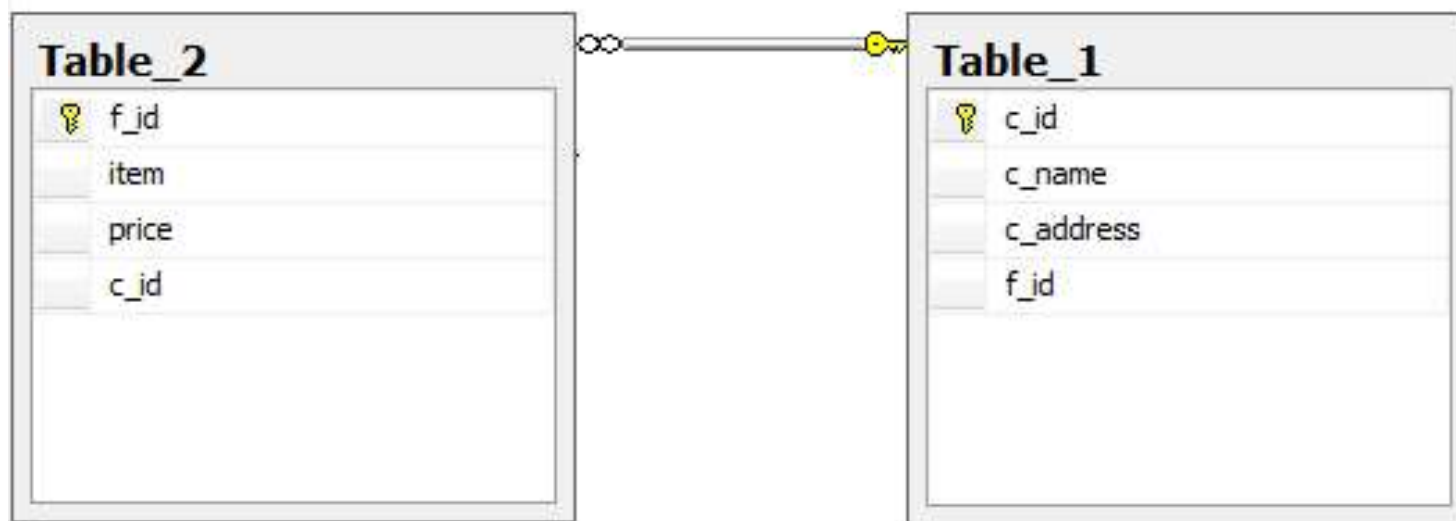 Table_2
f_id
item
price
c_id
Table_1
c_id
c_name
c_address
f_id